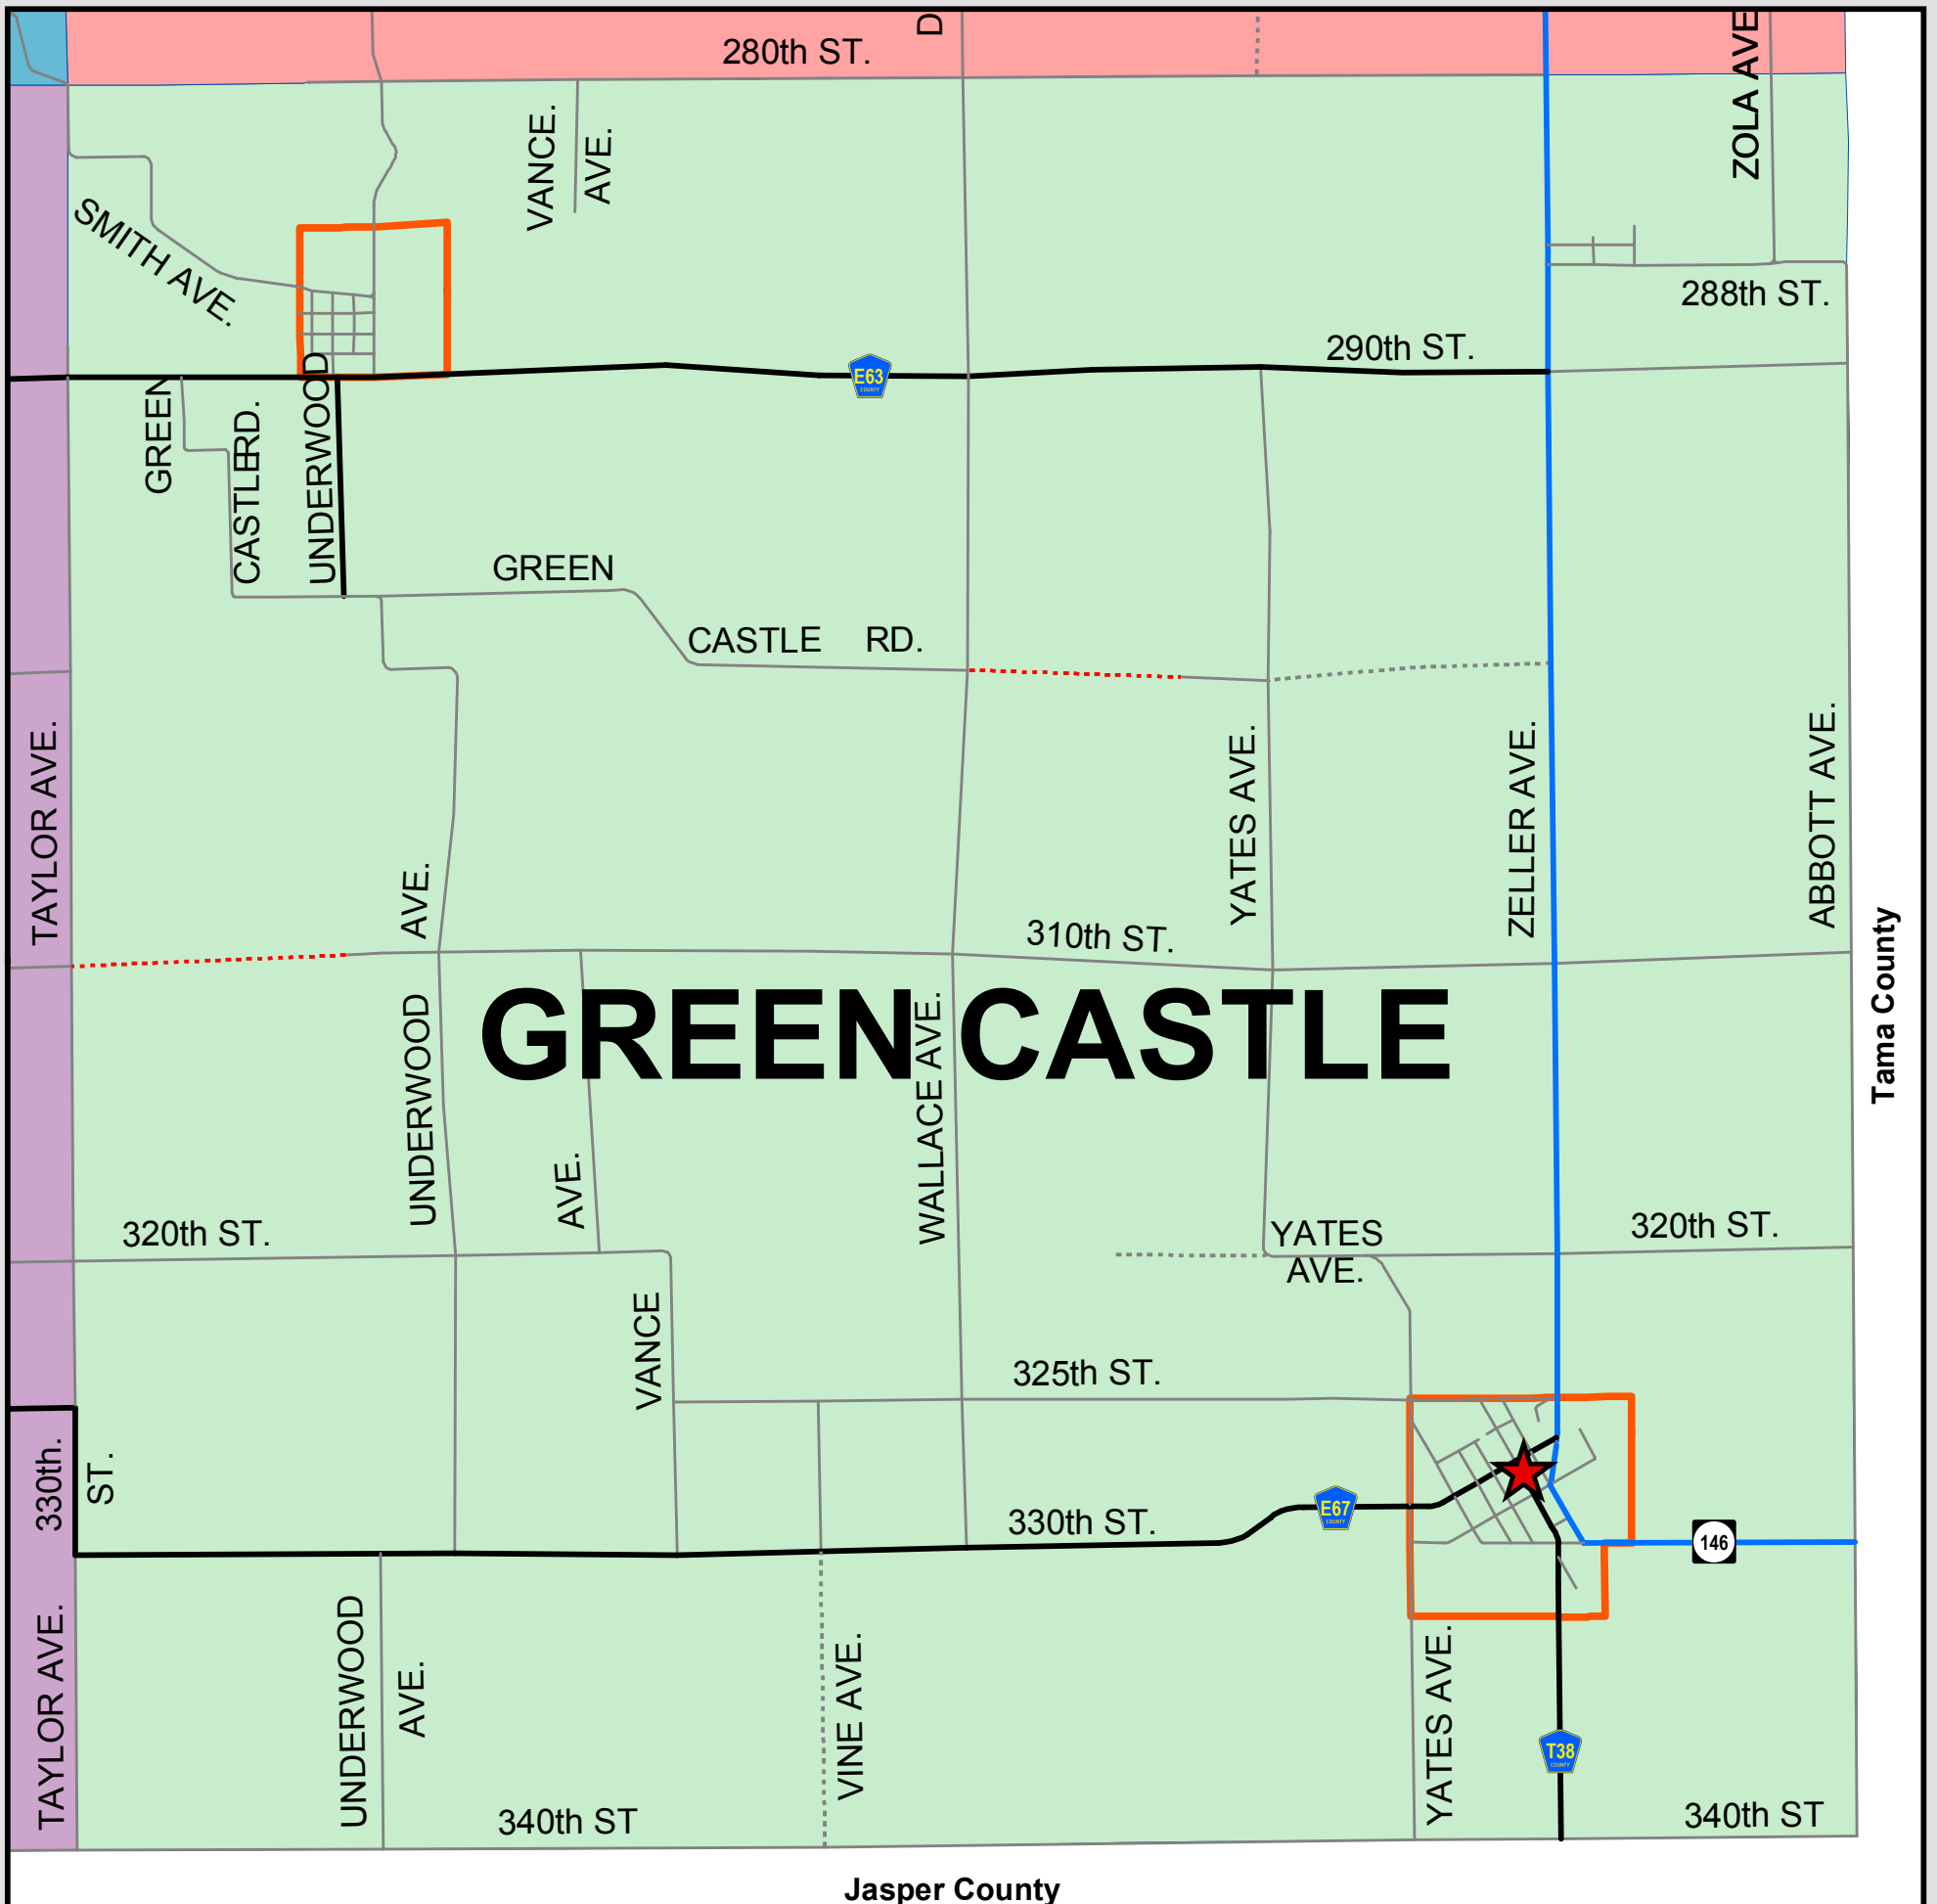 D
280th ST.
ZOLA AVE
VANCE.
AVE.
SMITH AVE.
288th ST.
290th ST.
E63
COUNTY
GREEN
CASTLE RD.
UNDERWOOD
GREEN
CASTLE RD.
TAYLOR AVE.
AVE.
YATES AVE.
ZELLER AVE.
ABBOTT AVE.
310th ST.
Tama County
GREEN CASTLE
UNDERWOOD
AVE.
WALLACE AVE.
320th ST.
YATES
AVE.
320th ST.
VANCE
325th ST.
330th.
ST.
330th ST.
E67
COUNTY
146
TAYLOR AVE.
UNDERWOOD
AVE.
VINE AVE.
YATES AVE.
T38
COUNTY
340th ST
340th ST
Jasper County